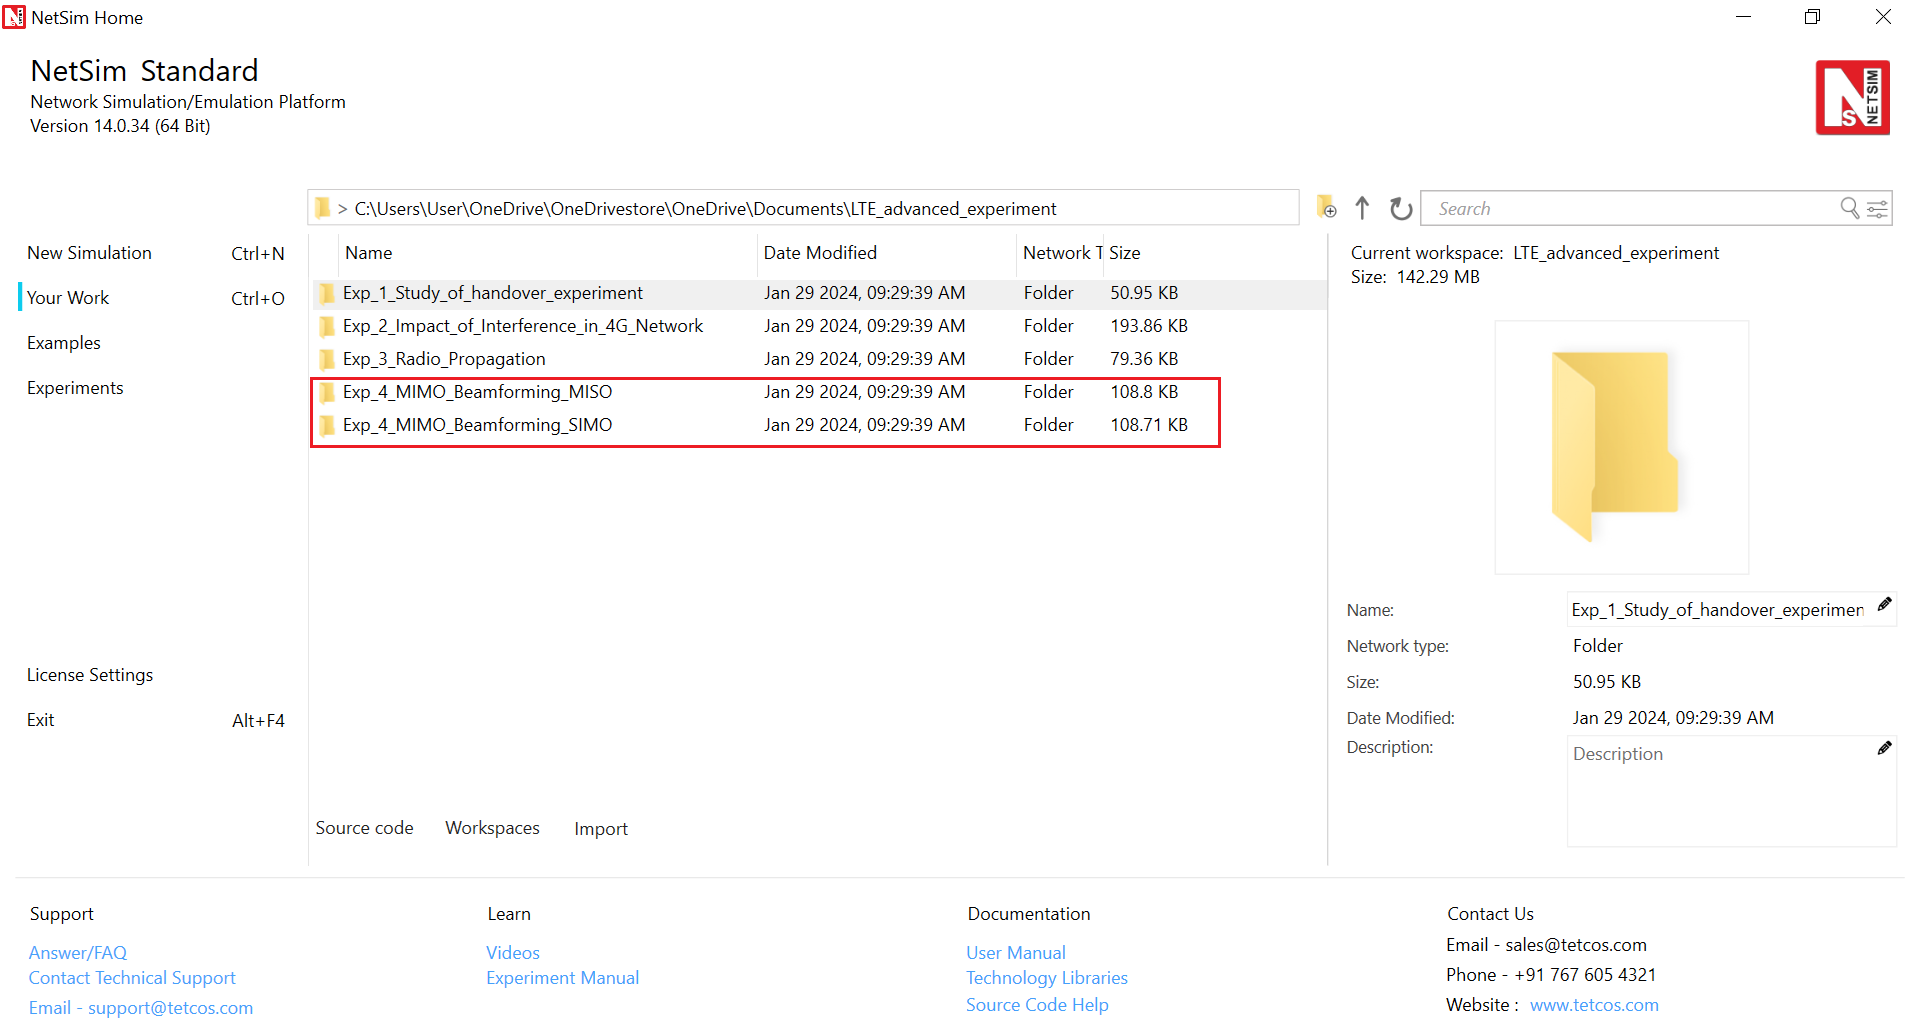 NetSim Home
NetSim Standard
Network Simulation/Emulation Platform
Version 14.0.34 (64 Bit)
NETSIM
> C:\Users\User\OneDrive\OneDrivestore\OneDrive\Documents\LTE_advanced_experiment
Search
New Simulation Ctrl+N
Your Work Ctrl+O
Examples
Experiments
License Settings
Exit Alt+F4
Name Date Modified Network T Size
Exp_1_Study_of_handover_experiment Jan 29 2024, 09:29:39 AM Folder 50.95 KB
Exp_2_Impact_of_Interference_in_4G_Network Jan 29 2024, 09:29:39 AM Folder 193.86 KB
Exp_3_Radio_Propagation Jan 29 2024, 09:29:39 AM Folder 79.36 KB
Exp_4_MIMO_Beamforming_MISO Jan 29 2024, 09:29:39 AM Folder 108.8 KB
Exp_4_MIMO_Beamforming_SIMO Jan 29 2024, 09:29:39 AM Folder 108.71 KB
Source code Workspaces Import
Current workspace: LTE_advanced_experiment
Size: 142.29 MB
Name: Exp_1_Study_of_handover_experimen
Network type: Folder
Size: 50.95 KB
Date Modified: Jan 29 2024, 09:29:39 AM
Description: Description
Support
Answer/FAQ
Contact Technical Support
Email - support@tetcos.com
Learn
Videos
Experiment Manual
Documentation
User Manual
Technology Libraries
Source Code Help
Contact Us
Email - sales@tetcos.com
Phone - +91 767 605 4321
Website : www.tetcos.com